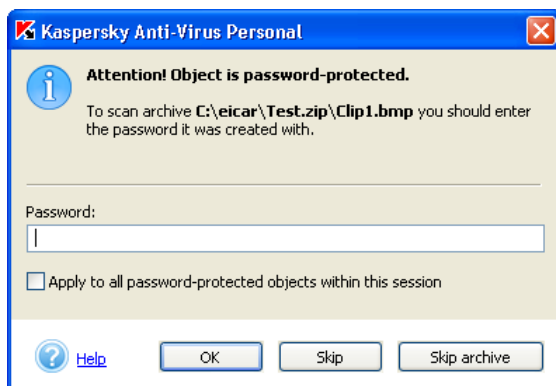 Kaspersky Anti-Virus Personal
Attention! Object is password-protected.
To scan archive C:\eicar\Test.zip\Clip1.bmp you should enter
the password it was created with.
Password:
Apply to all password-protected objects within this session
Help
OK
Skip
Skip archive